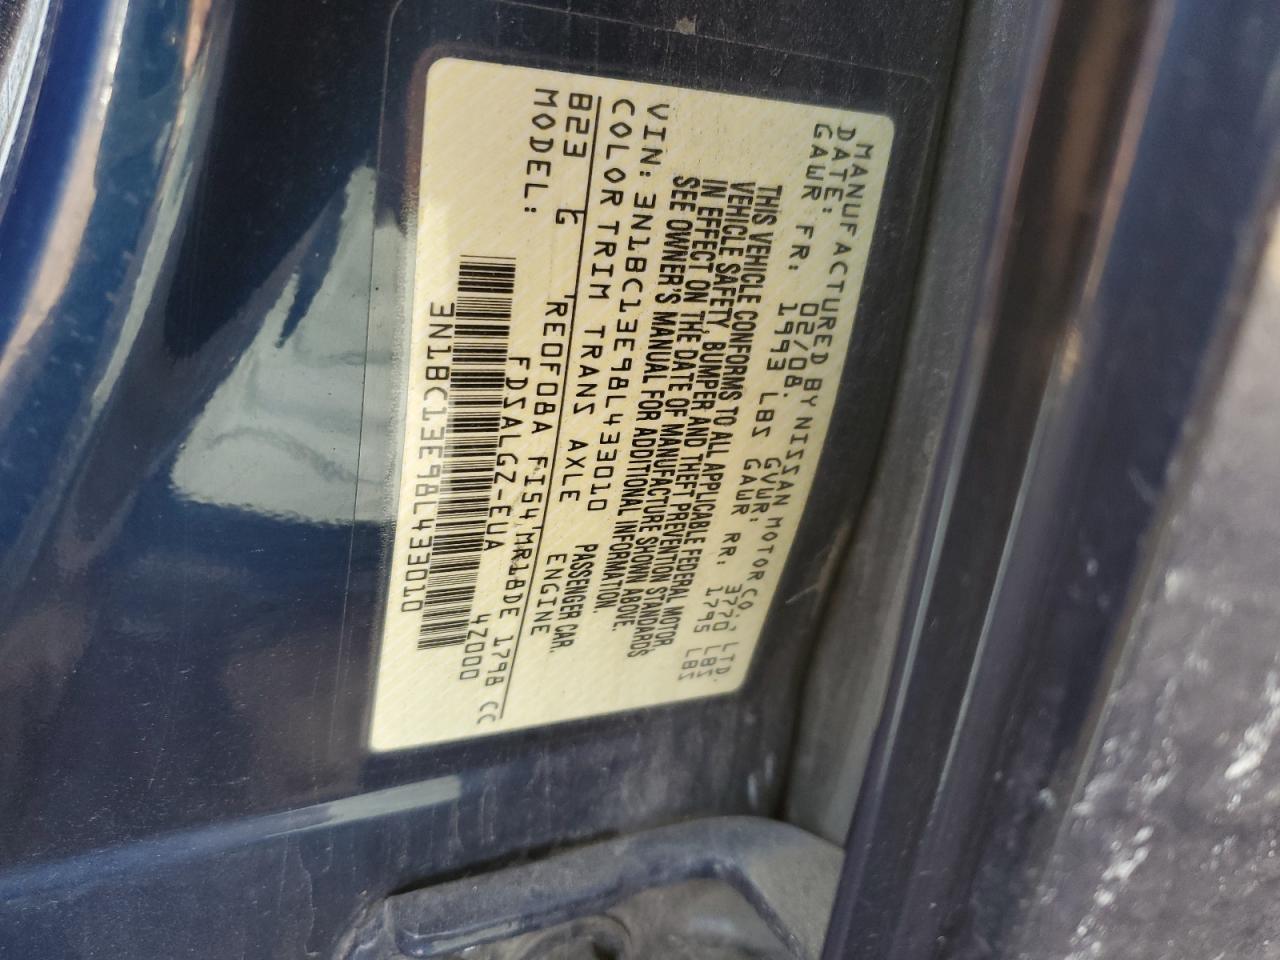 MANUFACTURED BY NISSAN MOTOR CO., LTD.
DATE: 02/08. GVWR: 3770 LBS
GAWR FR: 1993 LBS GAWR RR: 1795 LBS
THIS VEHICLE CONFORMS TO ALL APPLICABLE FEDERAL MOTOR
VEHICLE SAFETY, BUMPER AND THEFT PREVENTION STANDARDS
IN EFFECT ON THE DATE OF MANUFACTURE SHOWN ABOVE.
SEE OWNER'S MANUAL FOR ADDITIONAL INFORMATION.
VIN: 3N1BC13E98L433010 PASSENGER CAR.
COLOR TRIM TRANS AXLE ENGINE
B23 G REOF08A FI54 MR18DE 1798 CC
MODEL: FDSALGZ-EUA 4Z000
3N1BC13E98L433010